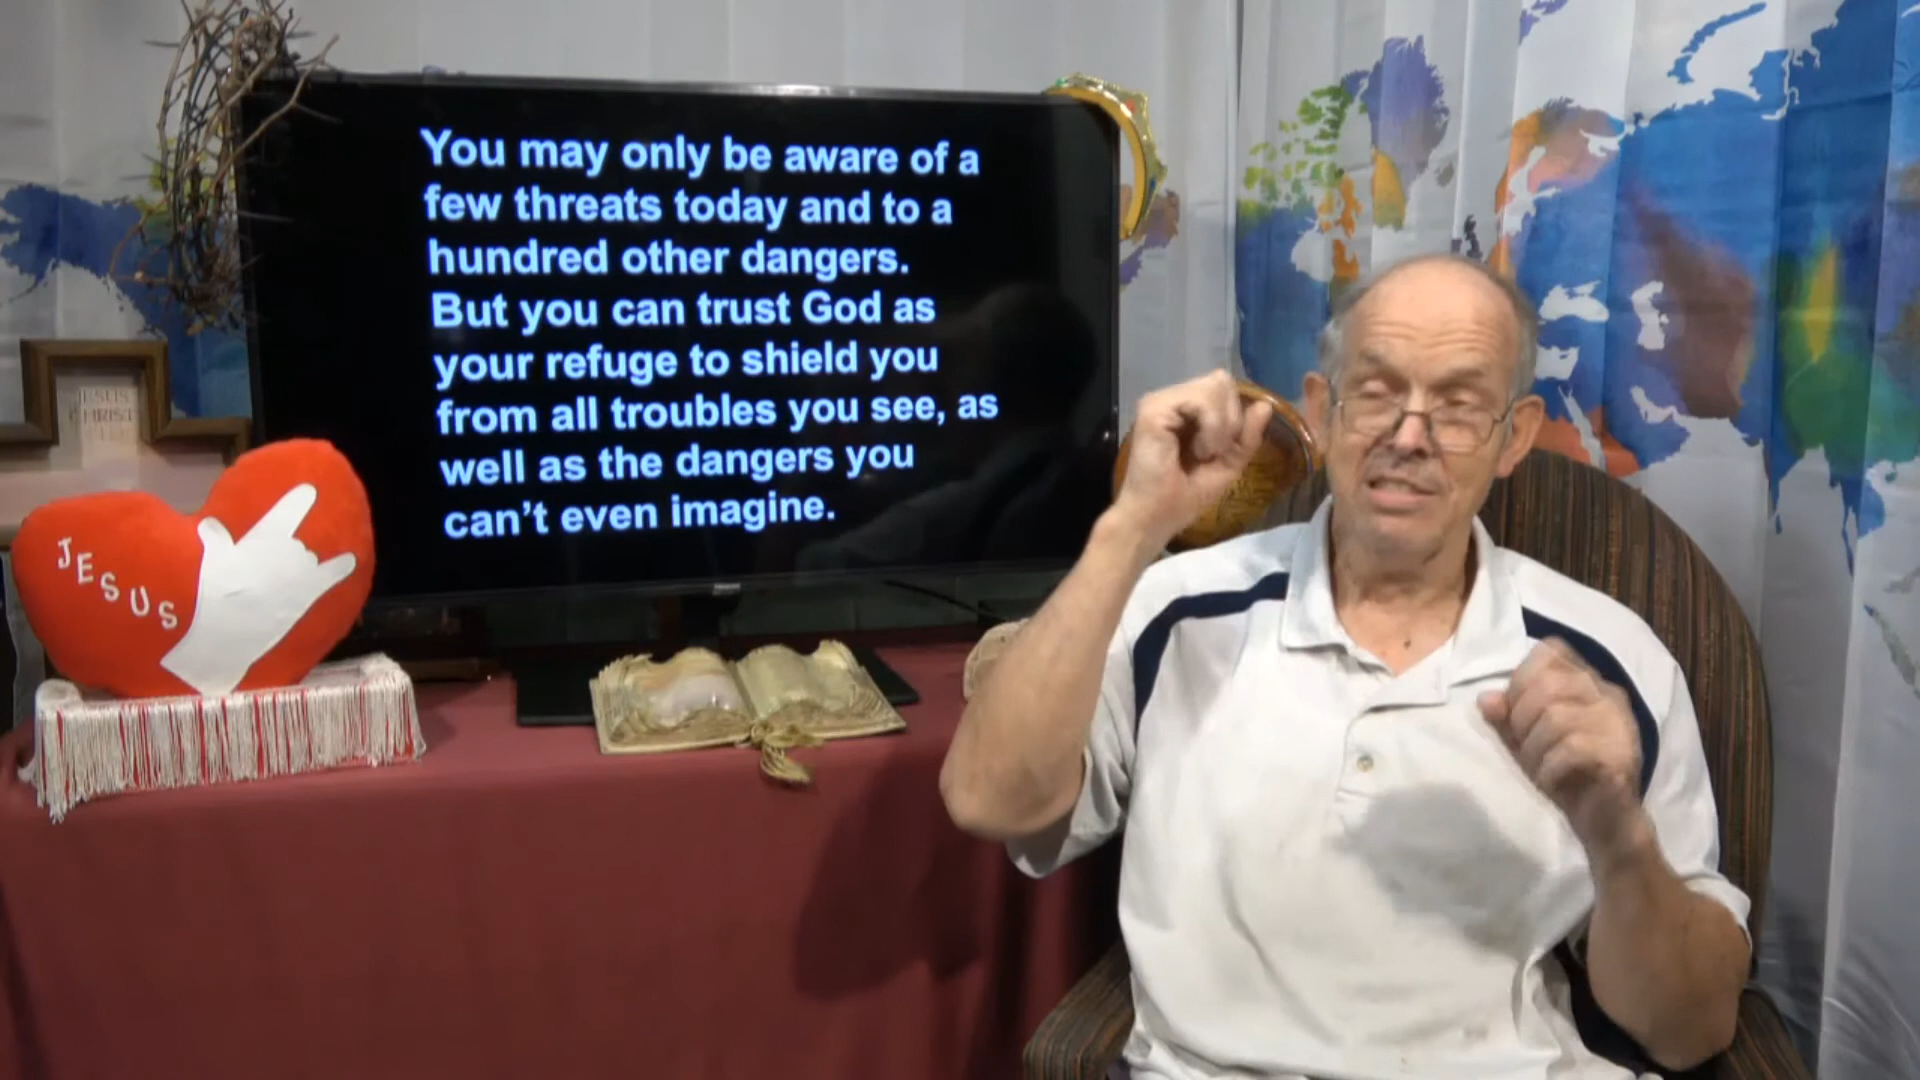 You may only be aware of a
few threats today and to a
hundred other dangers.
But you can trust God as
your refuge to shield you
from all troubles you see, as
well as the dangers you
can’t even imagine.
JESUS
CHRIST
JESUS